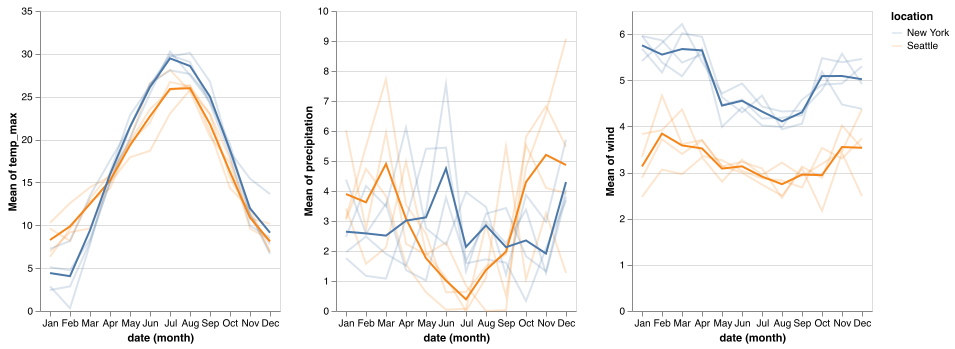 Mean of temp_max
35
30
25
20
15
10
5
0
Jan Feb Mar Apr May Jun Jul Aug Sep Oct Nov Dec
date (month)
Mean of precipitation
10
9
8
7
6
5
4
3
2
1
0
Jan Feb Mar Apr May Jun Jul Aug Sep Oct Nov Dec
date (month)
Mean of wind
6
5
4
3
2
1
0
Jan Feb Mar Apr May Jun Jul Aug Sep Oct Nov Dec
date (month)
location
New York
Seattle